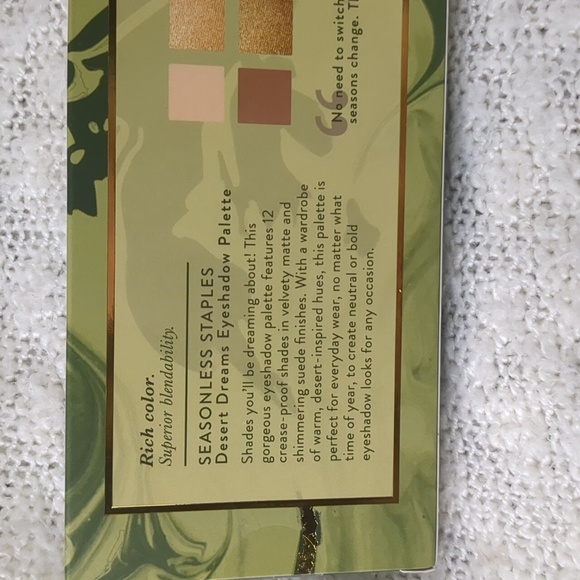 Rich color.
Superior blendability.
SEASONLESS STAPLES
Desert Dreams Eyeshadow Palette
Shades you'll be dreaming about! This
gorgeous eyeshadow palette features 12
crease-proof shades in velvety matte and
shimmering suede finishes. With a wardrobe
of warm, desert-inspired hues, this palette is
perfect for everyday wear, no matter what
time of year, to create neutral or bold
eyeshadow looks for any occasion.
“
No need to switch
seasons change.